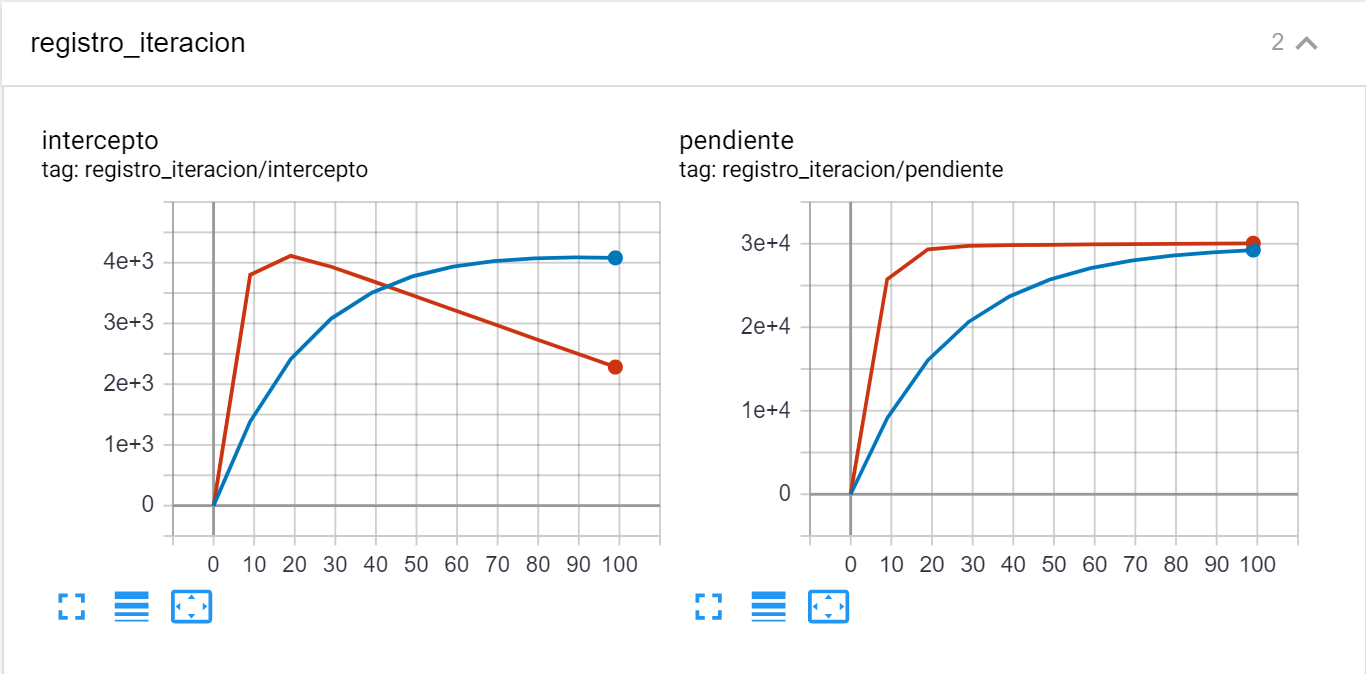 registro_iteracion
2
intercepto
tag: registro_iteracion/intercepto
4e+3
3e+3
2e+3
1e+3
0
0 10 20 30 40 50 60 70 80 90 100
pendiente
tag: registro_iteracion/pendiente
3e+4
2e+4
1e+4
0
0 10 20 30 40 50 60 70 80 90 100